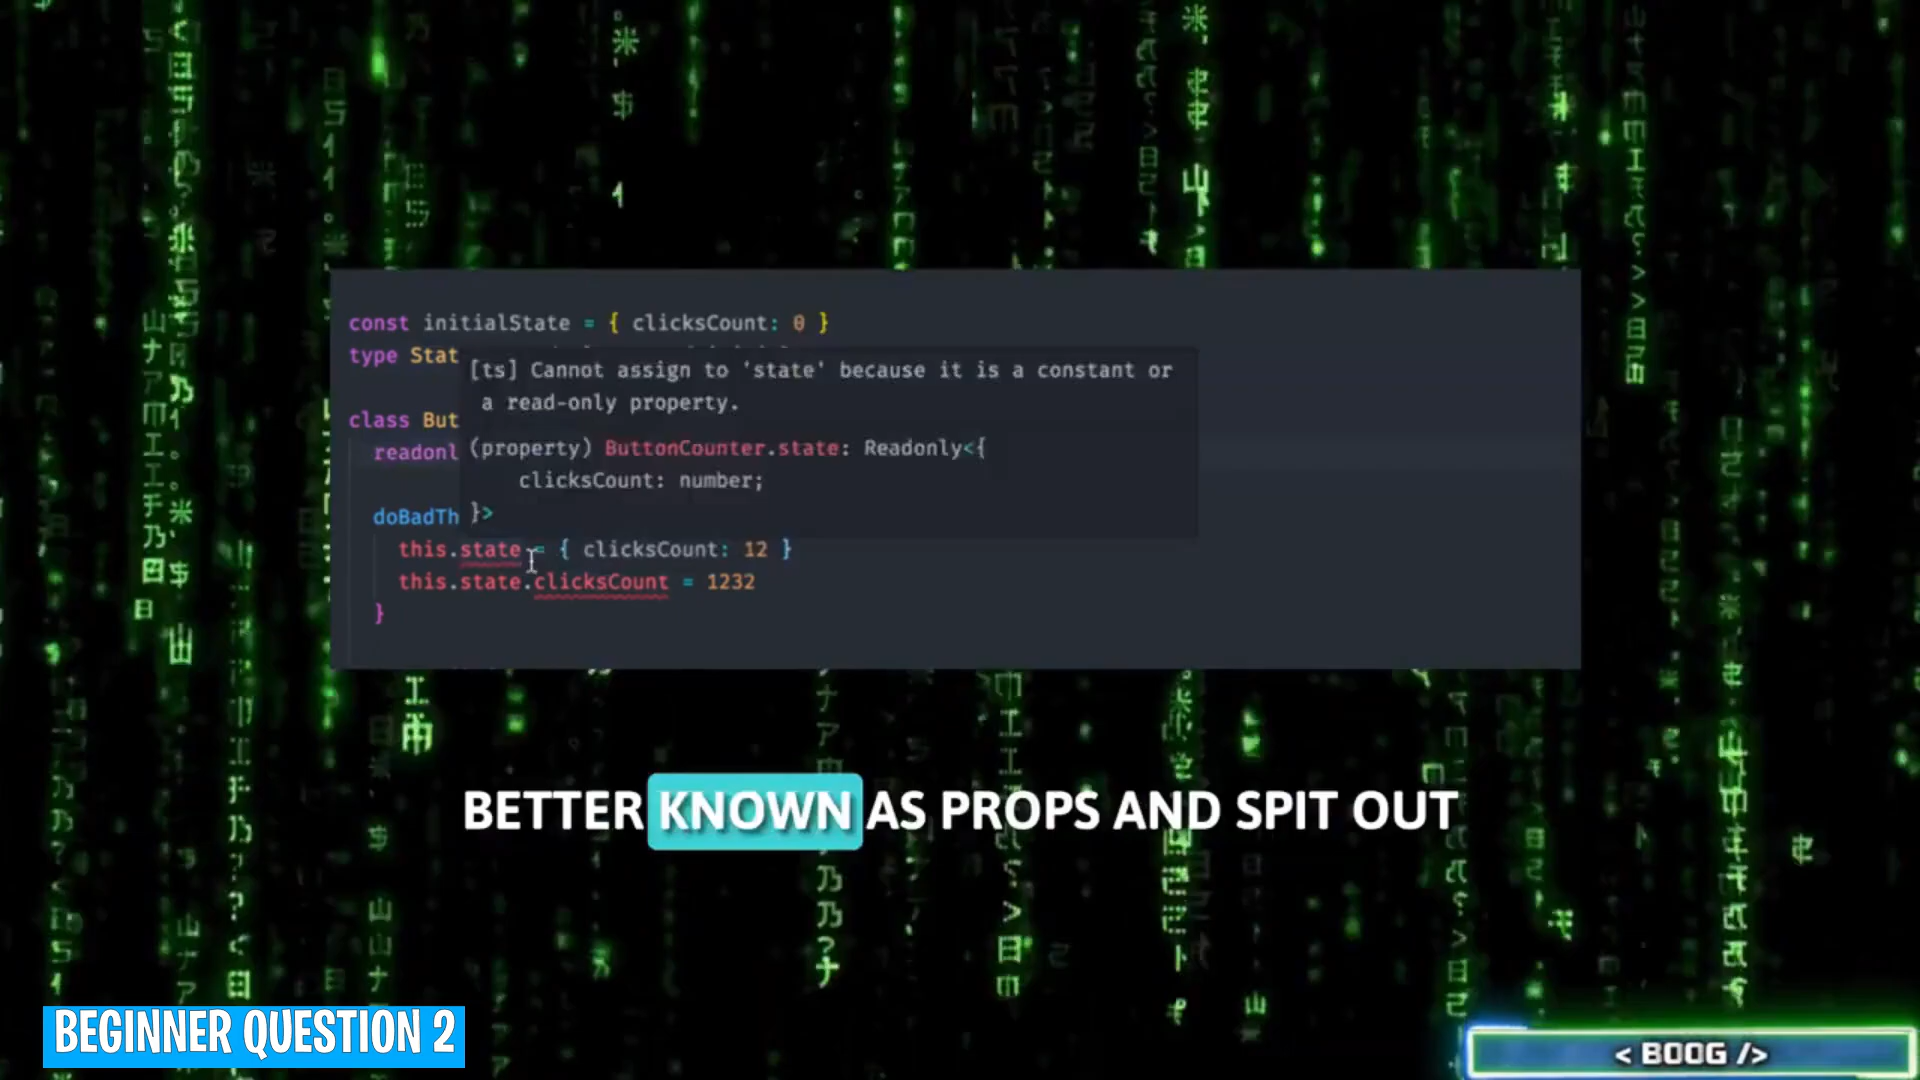 const initialState = { clicksCount: 0 }
type Stat
[ts] Cannot assign to 'state' because it is a constant or
a read-only property.
class But
readonl
(property) ButtonCounter.state: Readonly<{
clicksCount: number;
}>
doBadTh
this.state = { clicksCount: 12 }
this.state.clicksCount = 1232
}
BETTER KNOWN AS PROPS AND SPIT OUT
BEGINNER QUESTION 2
< BOOG />